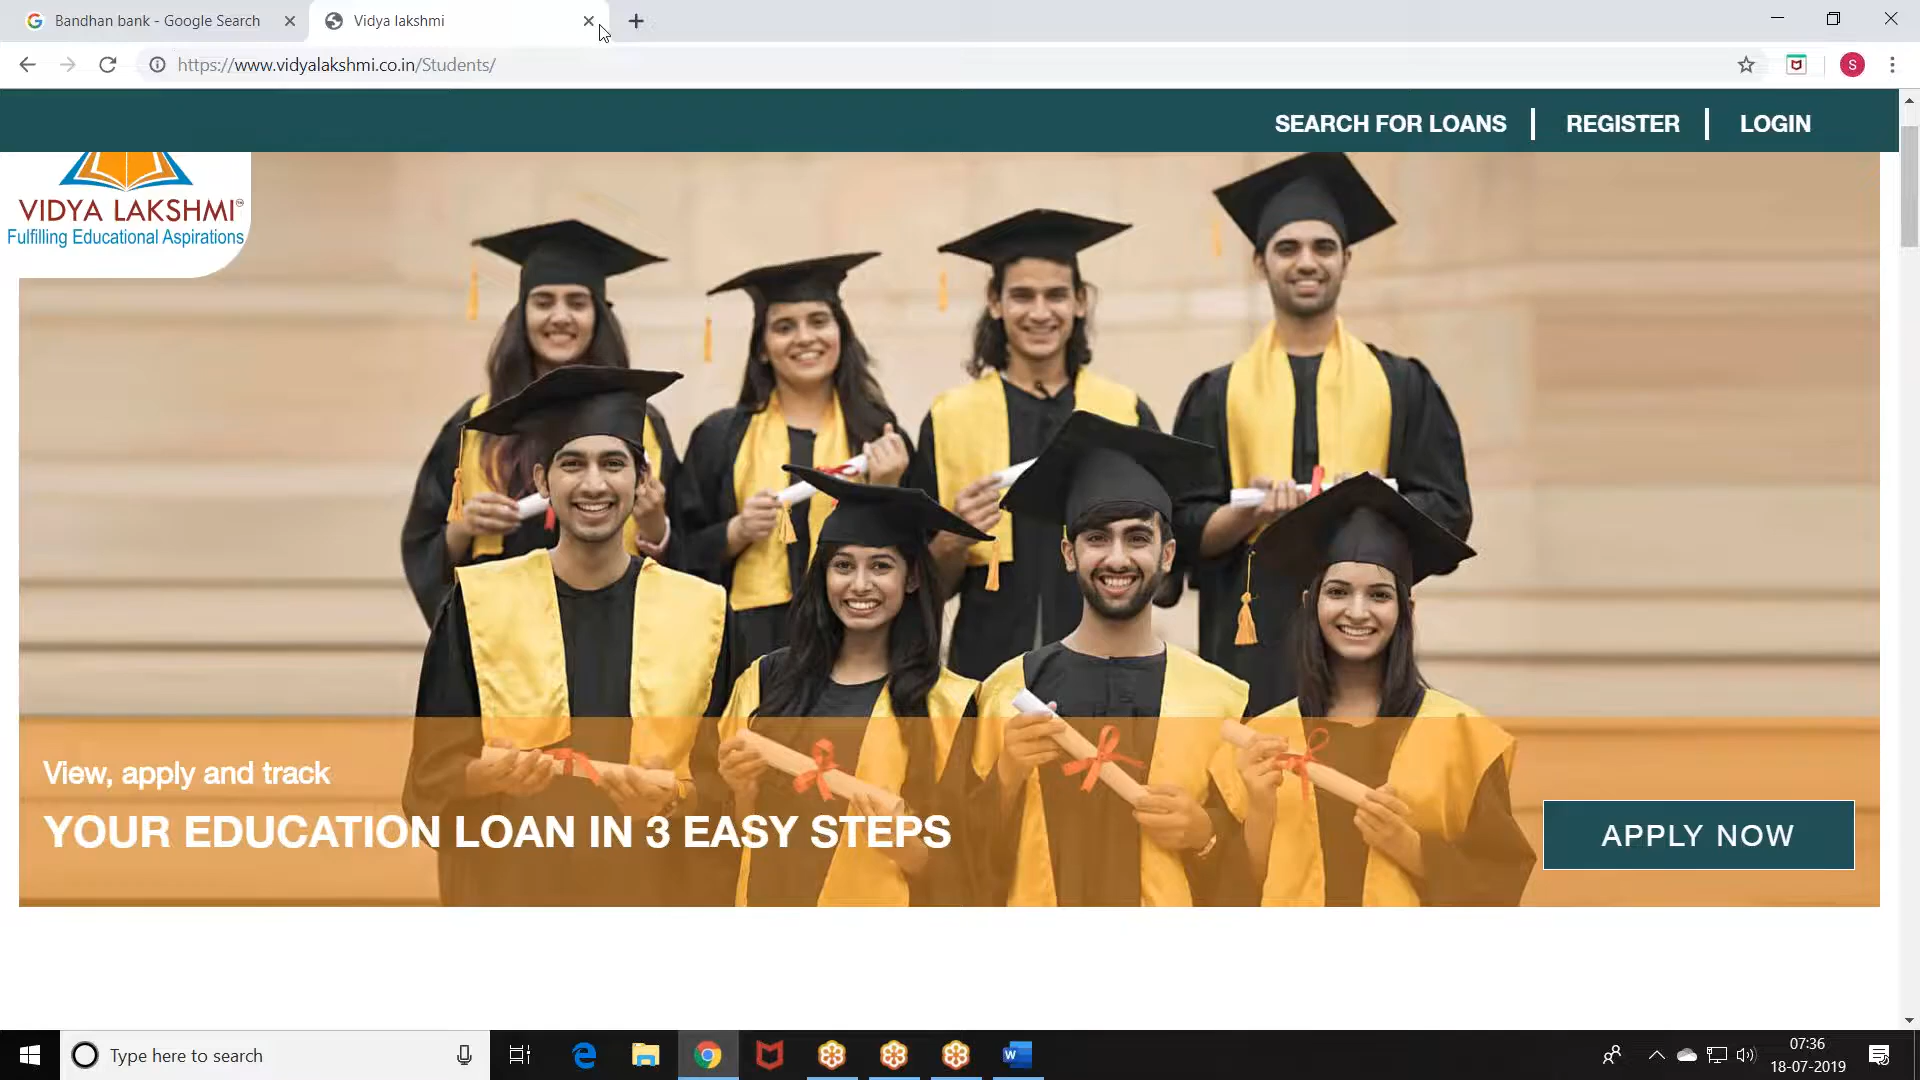 Bandhan bank - Google Search
Vidya lakshmi
https://www.vidyalakshmi.co.in/Students/
S
SEARCH FOR LOANS
REGISTER
LOGIN
VIDYA LAKSHMI
Fulfilling Educational Aspirations
View, apply and track
YOUR EDUCATION LOAN IN 3 EASY STEPS
APPLY NOW
Type here to search
07:36
18-07-2019